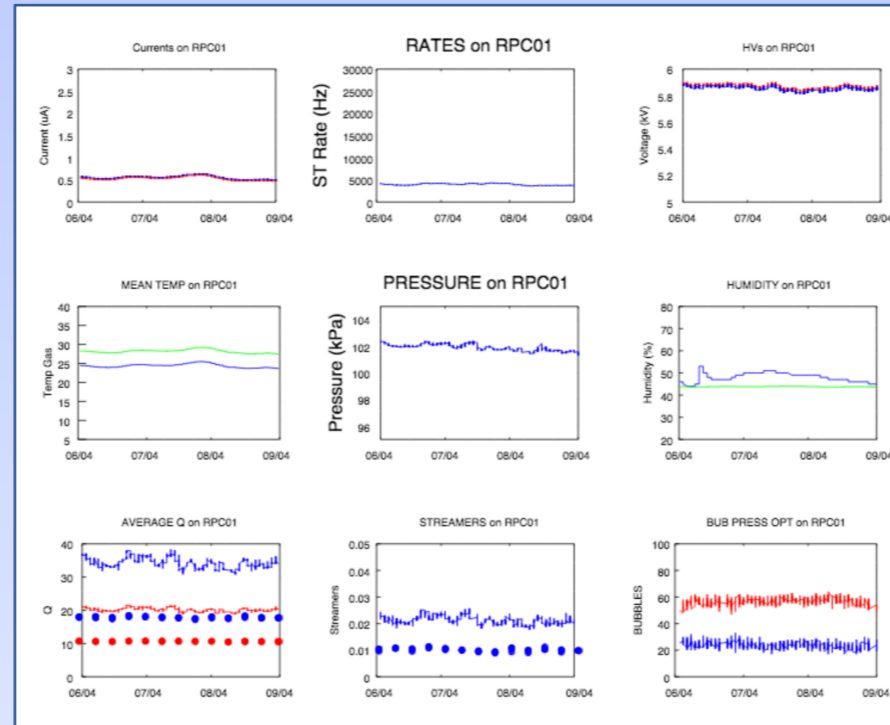 Currents on RPC01
3
2.5
2
1.5
1
0.5
0
Current (uA)
06/04 07/04 08/04 09/04
RATES on RPC01
30000
25000
20000
15000
10000
5000
0
ST Rate (Hz)
06/04 07/04 08/04 09/04
HVs on RPC01
6
5.8
5.6
5.4
5.2
5
Voltage (kV)
06/04 07/04 08/04 09/04
MEAN TEMP on RPC01
40
35
30
25
20
15
10
5
Temp Gas
06/04 07/04 08/04 09/04
PRESSURE on RPC01
104
102
100
98
96
Pressure (kPa)
06/04 07/04 08/04 09/04
HUMIDITY on RPC01
80
70
60
50
40
30
20
Humidity (%)
06/04 07/04 08/04 09/04
AVERAGE Q on RPC01
40
30
20
10
0
Q
06/04 07/04 08/04 09/04
STREAMERS on RPC01
0.05
0.04
0.03
0.02
0.01
0
Streamers
06/04 07/04 08/04 09/04
BUB PRESS OPT on RPC01
100
80
60
40
20
0
BUBBLES
06/04 07/04 08/04 09/04